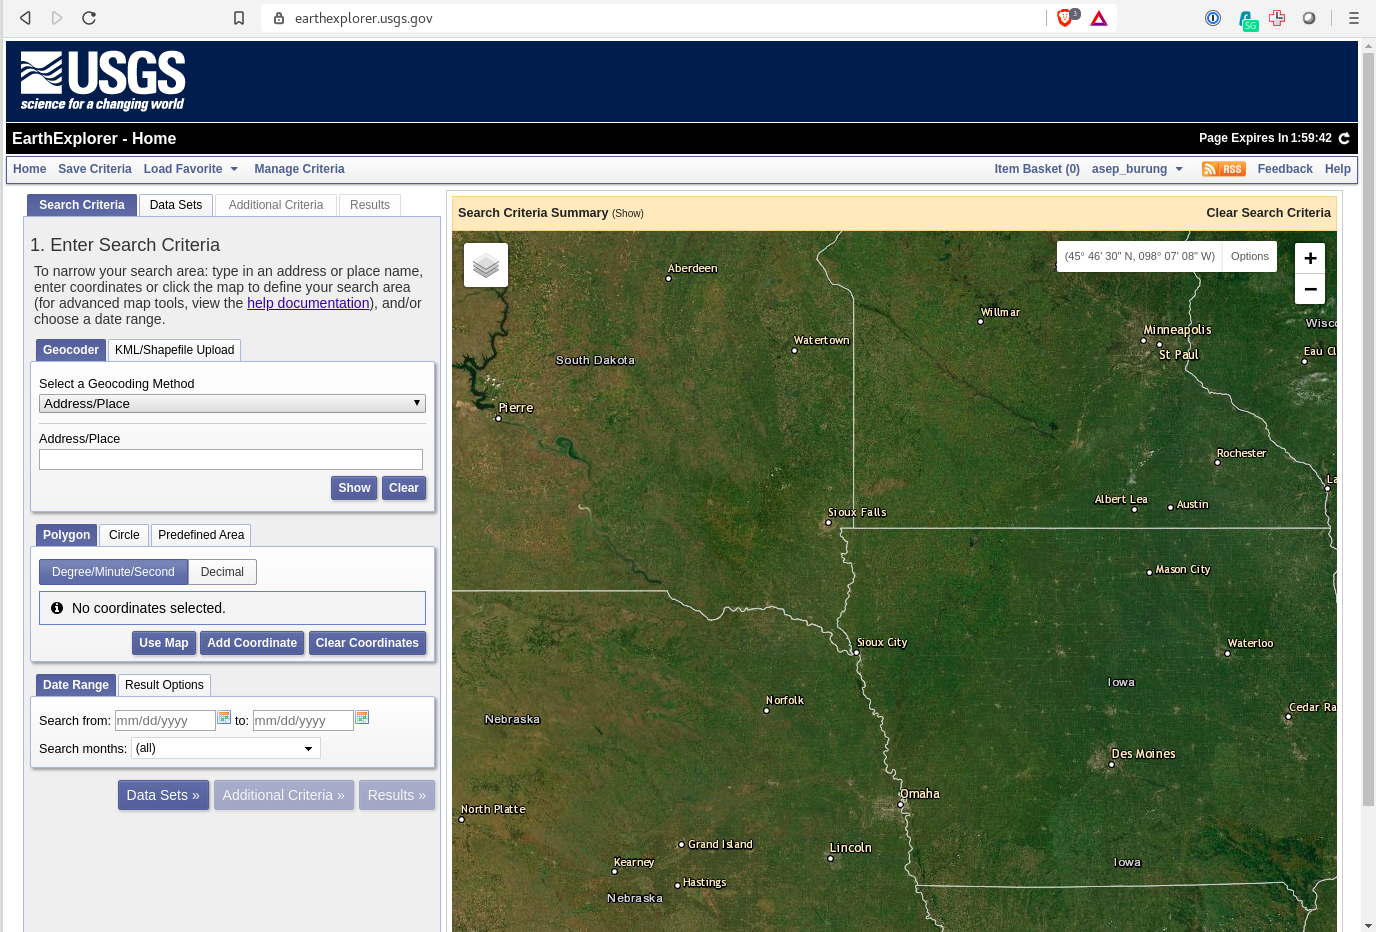 earthexplorer.usgs.gov
3
SG
USGS
science for a changing world
EarthExplorer - Home
Page Expires In 1:59:42
Home Save Criteria Load Favorite Manage Criteria
Item Basket (0) asep_burung RSS Feedback Help
Search Criteria Data Sets Additional Criteria Results
1. Enter Search Criteria
To narrow your search area: type in an address or place name,
enter coordinates or click the map to define your search area
(for advanced map tools, view the help documentation), and/or
choose a date range.
Geocoder KML/Shapefile Upload
Select a Geocoding Method
Address/Place
Address/Place
Show Clear
Polygon Circle Predefined Area
Degree/Minute/Second Decimal
No coordinates selected.
Use Map Add Coordinate Clear Coordinates
Date Range Result Options
Search from: mm/dd/yyyy to: mm/dd/yyyy
Search months: (all)
Data Sets » Additional Criteria » Results »
Search Criteria Summary (Show)
Clear Search Criteria
(45° 46' 30" N, 098° 07' 08" W) Options
+
−
Aberdeen
Willmar
Wisc
Minneapolis
Watertown
Eau Cl
St Paul
South Dakota
Pierre
Rochester
La
Albert Lea
Austin
Sioux Falls
Mason City
Sioux City
Waterloo
Iowa
Norfolk
Cedar Ra
Nebraska
Des Moines
Omaha
North Platte
Grand Island
Lincoln
Kearney
Iowa
Hastings
Nebraska